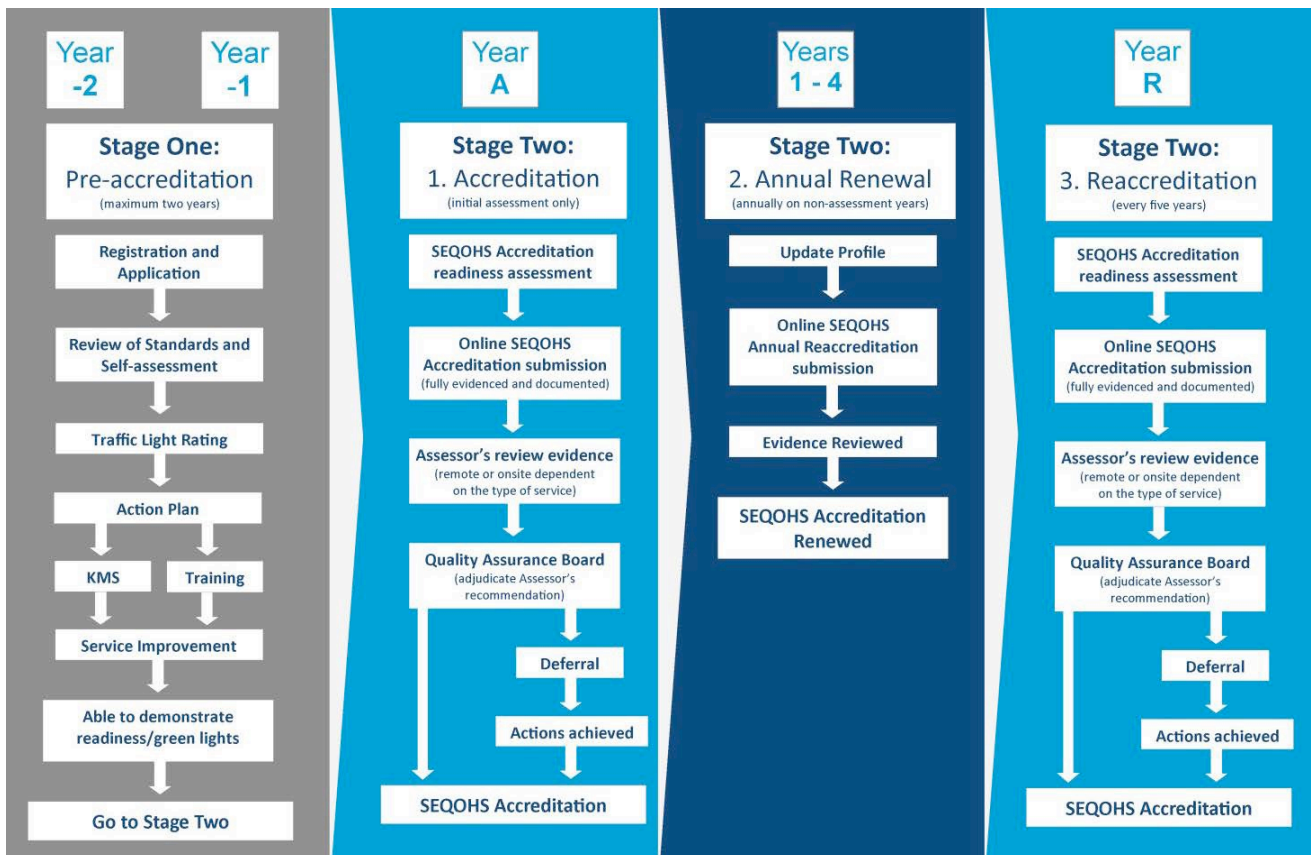 Year
-2
Year
-1
Stage One:
Pre-accreditation
(maximum two years)
Registration and
Application
Review of Standards and
Self-assessment
Traffic Light Rating
Action Plan
KMS
Training
Service Improvement
Able to demonstrate
readiness/green lights
Go to Stage Two
Year
A
Stage Two:
1. Accreditation
(initial assessment only)
SEQOHS Accreditation
readiness assessment
Online SEQOHS
Accreditation submission
(fully evidenced and documented)
Assessor's review evidence
(remote or onsite dependent
on the type of service)
Quality Assurance Board
(adjudicate Assessor's
recommendation)
Deferral
Actions achieved
SEQOHS Accreditation
Years
1 - 4
Stage Two:
2. Annual Renewal
(annually on non-assessment years)
Update Profile
Online SEQOHS
Annual Reaccreditation
submission
Evidence Reviewed
SEQOHS Accreditation
Renewed
Year
R
Stage Two:
3. Reaccreditation
(every five years)
SEQOHS Accreditation
readiness assessment
Online SEQOHS
Accreditation submission
(fully evidenced and documented)
Assessor's review evidence
(remote or onsite dependent
on the type of service)
Quality Assurance Board
(adjudicate Assessor's
recommendation)
Deferral
Actions achieved
SEQOHS Accreditation